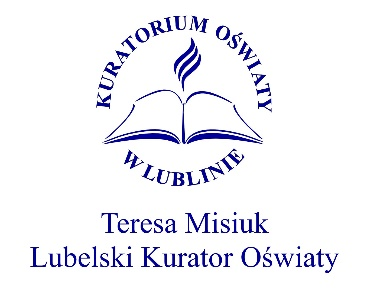 KURATORIUM OŚWIATY
W LUBLINIE
Teresa Misiuk
Lubelski Kurator Oświaty